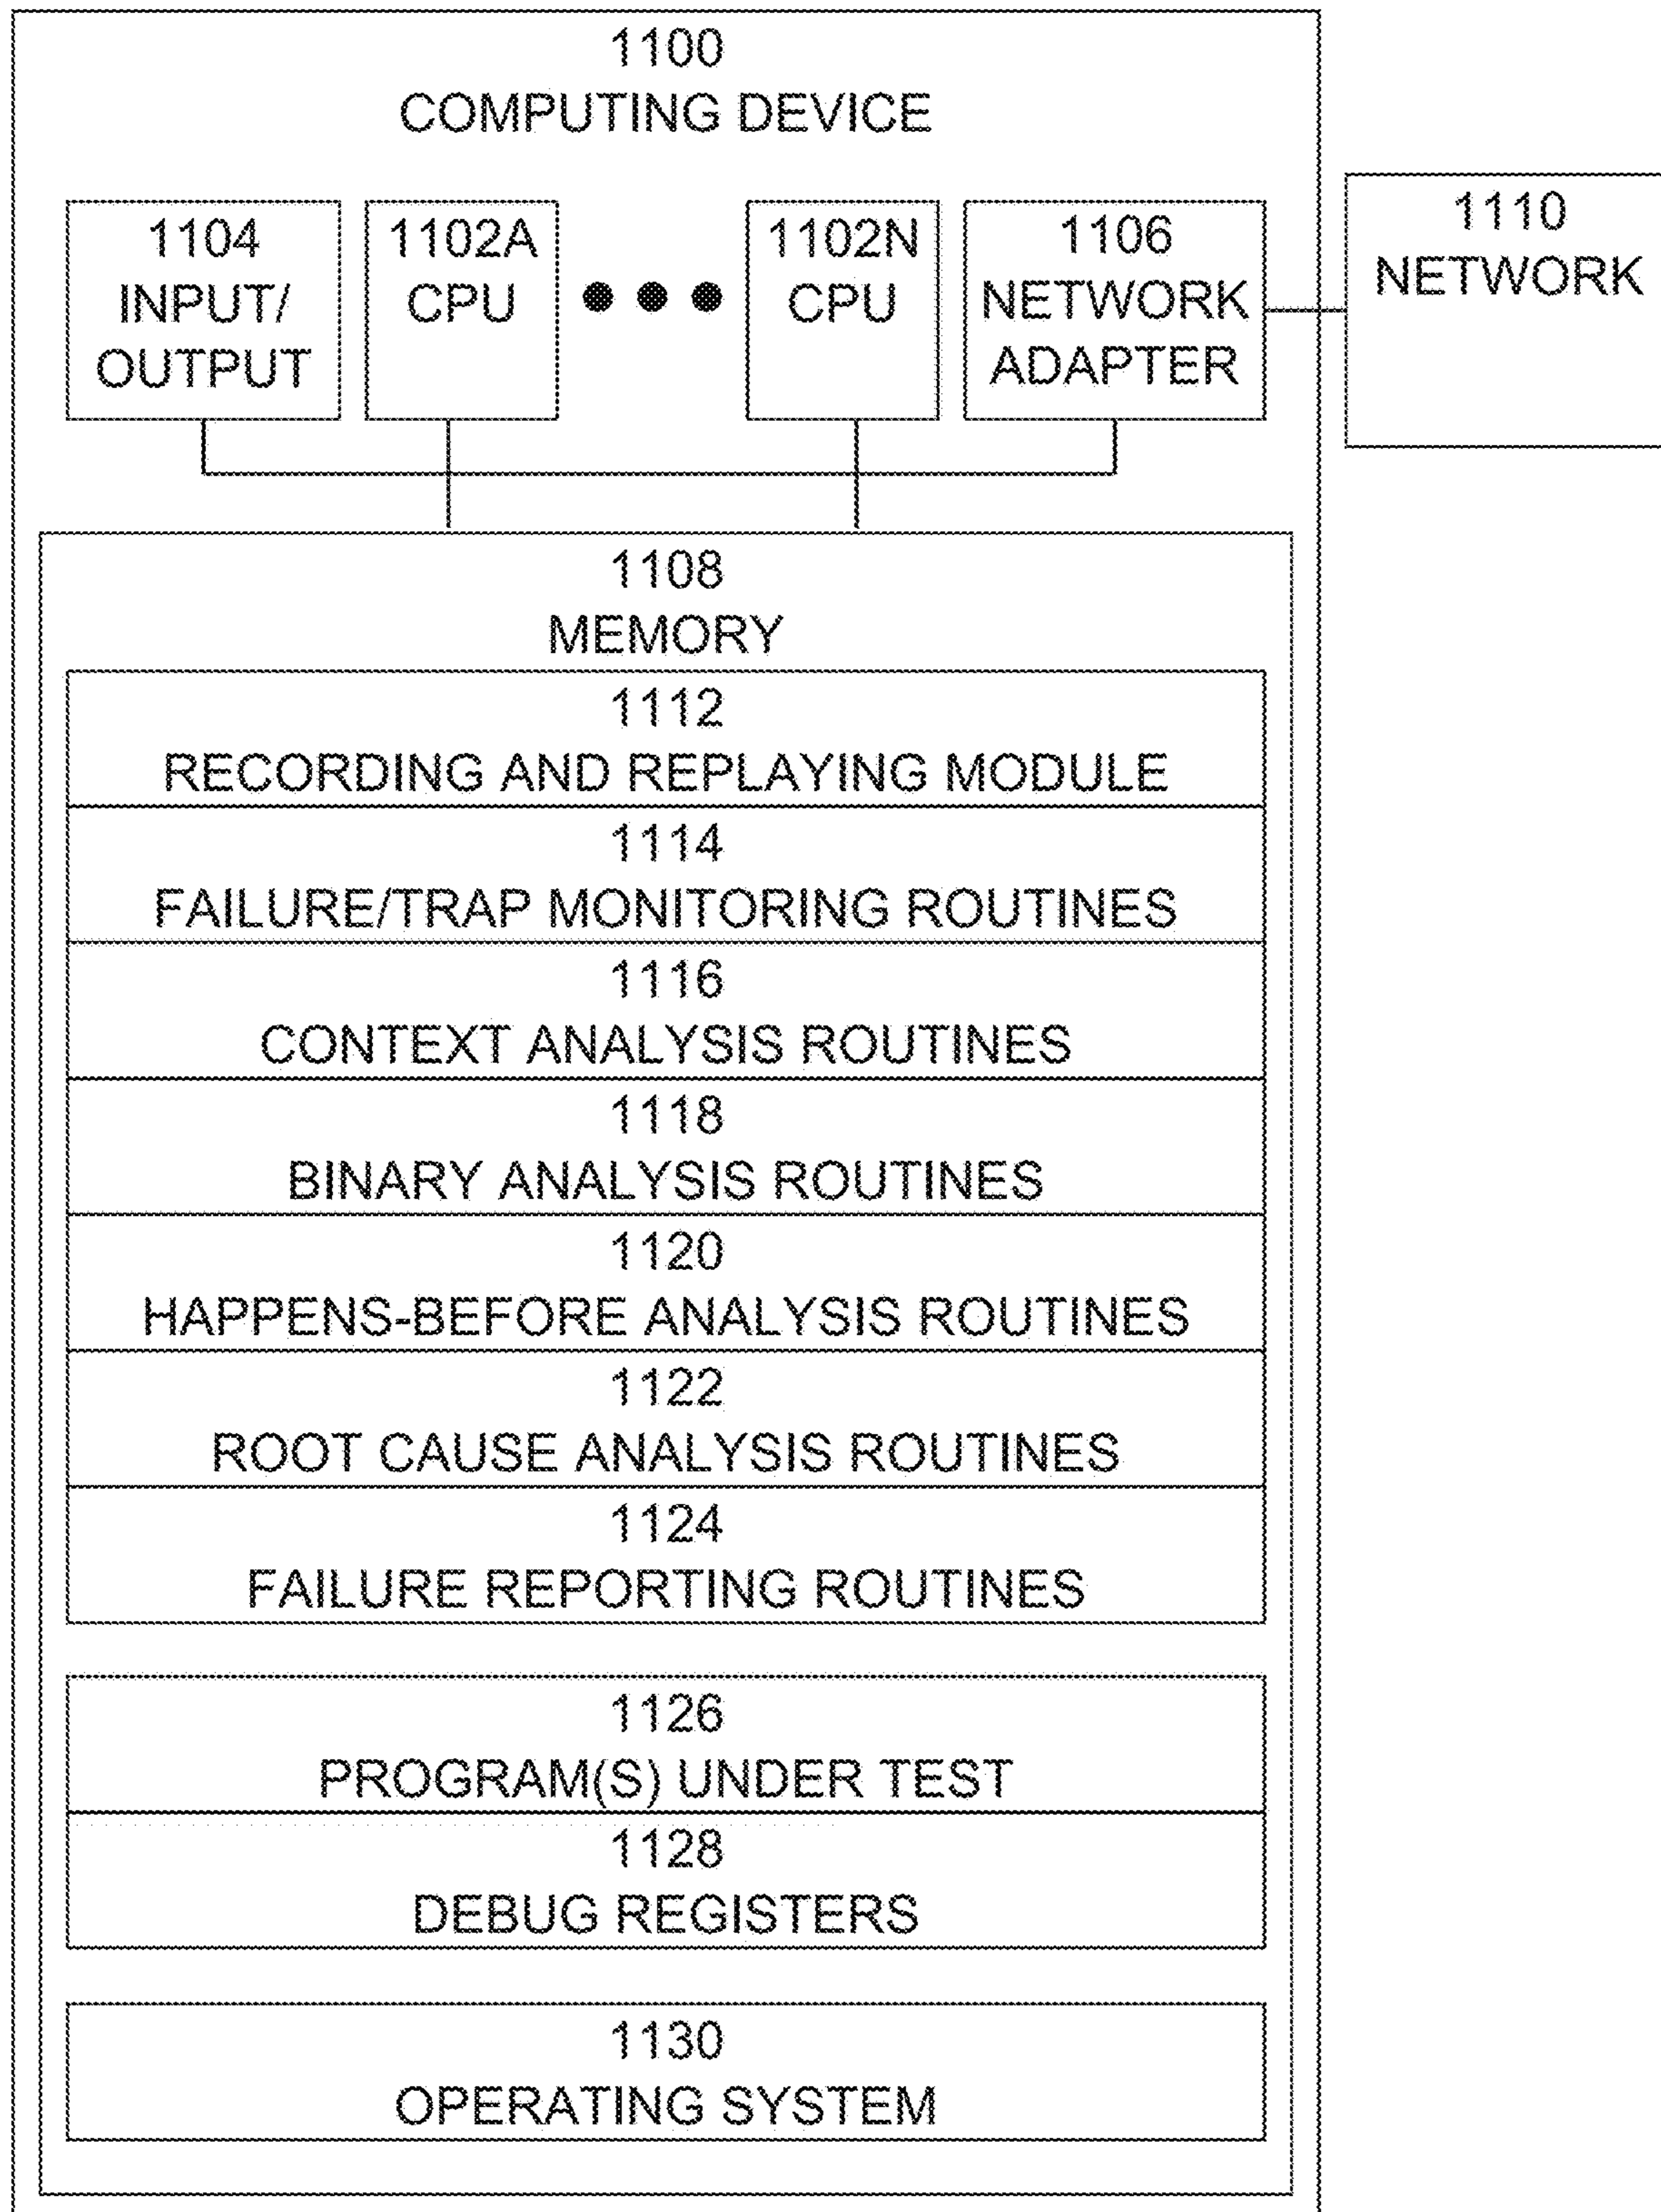 1100
COMPUTING DEVICE
1104
INPUT/
OUTPUT
1102A
CPU
1102N
CPU
1106
NETWORK
ADAPTER
1110
NETWORK
1108
MEMORY
1112
RECORDING AND REPLAYING MODULE
1114
FAILURE/TRAP MONITORING ROUTINES
1116
CONTEXT ANALYSIS ROUTINES
1118
BINARY ANALYSIS ROUTINES
1120
HAPPENS-BEFORE ANALYSIS ROUTINES
1122
ROOT CAUSE ANALYSIS ROUTINES
1124
FAILURE REPORTING ROUTINES
1126
PROGRAM(S) UNDER TEST
1128
DEBUG REGISTERS
1130
OPERATING SYSTEM